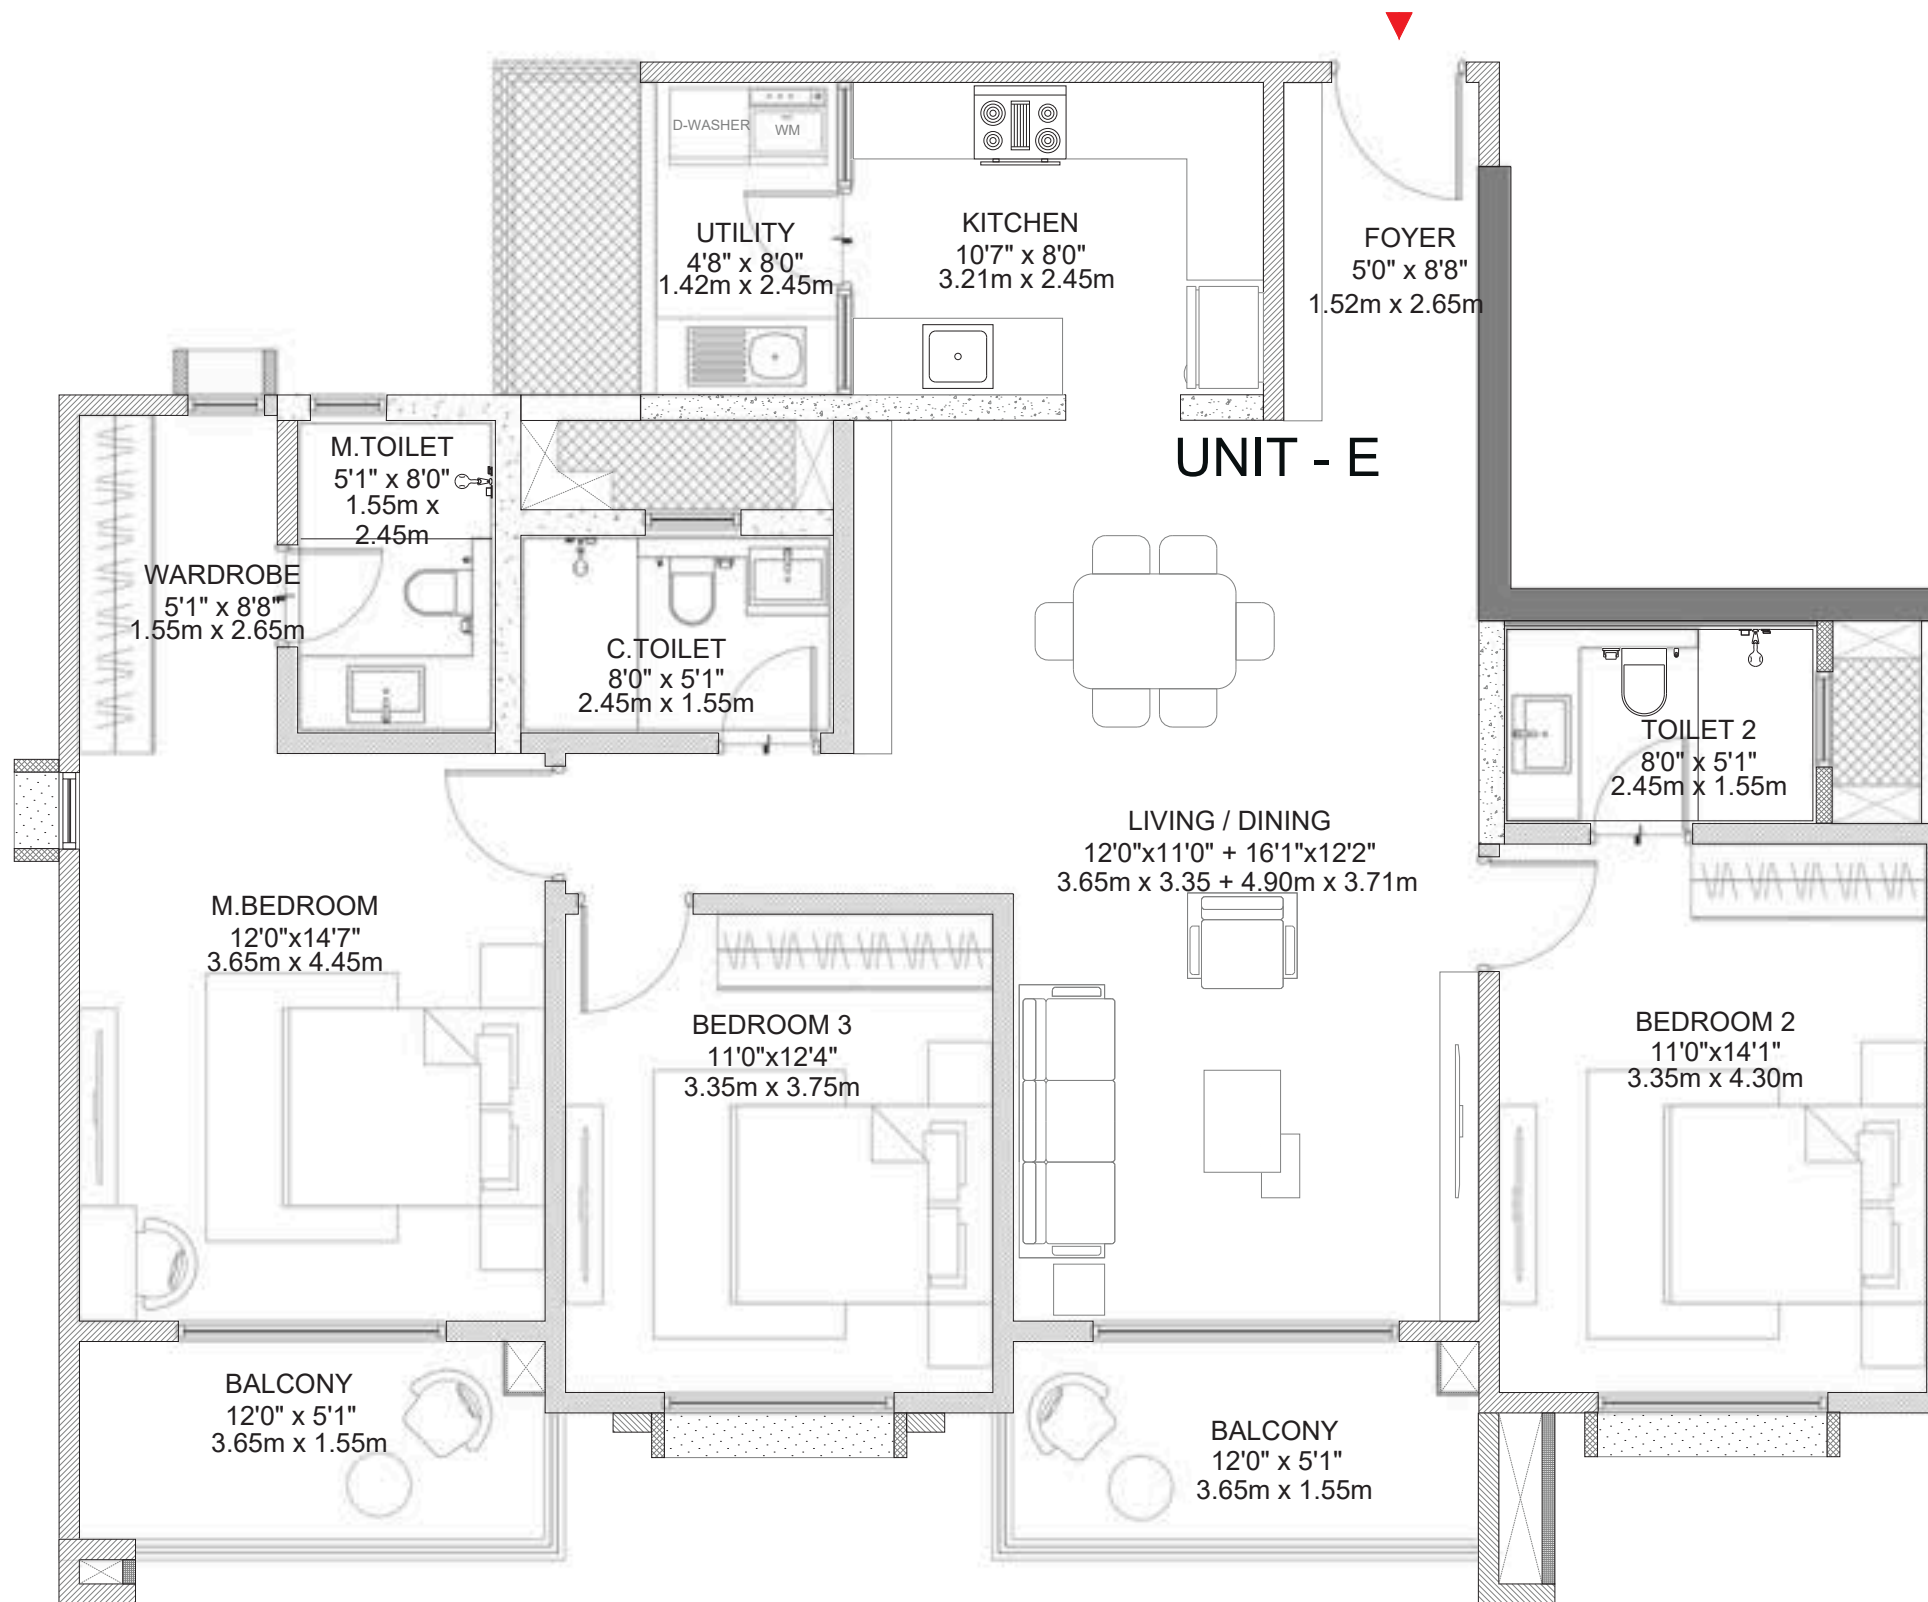 D-WASHER
WM
UTILITY
4'8" x 8'0"
1.42m x 2.45m
KITCHEN
10'7" x 8'0"
3.21m x 2.45m
FOYER
5'0" x 8'8"
1.52m x 2.65m
UNIT - E
M.TOILET
5'1" x 8'0"
1.55m x
2.45m
WARDROBE
5'1" x 8'8"
1.55m x 2.65m
C.TOILET
8'0" x 5'1"
2.45m x 1.55m
TOILET 2
8'0" x 5'1"
2.45m x 1.55m
LIVING / DINING
12'0"x11'0" + 16'1"x12'2"
3.65m x 3.35 + 4.90m x 3.71m
M.BEDROOM
12'0"x14'7"
3.65m x 4.45m
BEDROOM 3
11'0"x12'4"
3.35m x 3.75m
BEDROOM 2
11'0"x14'1"
3.35m x 4.30m
BALCONY
12'0" x 5'1"
3.65m x 1.55m
BALCONY
12'0" x 5'1"
3.65m x 1.55m